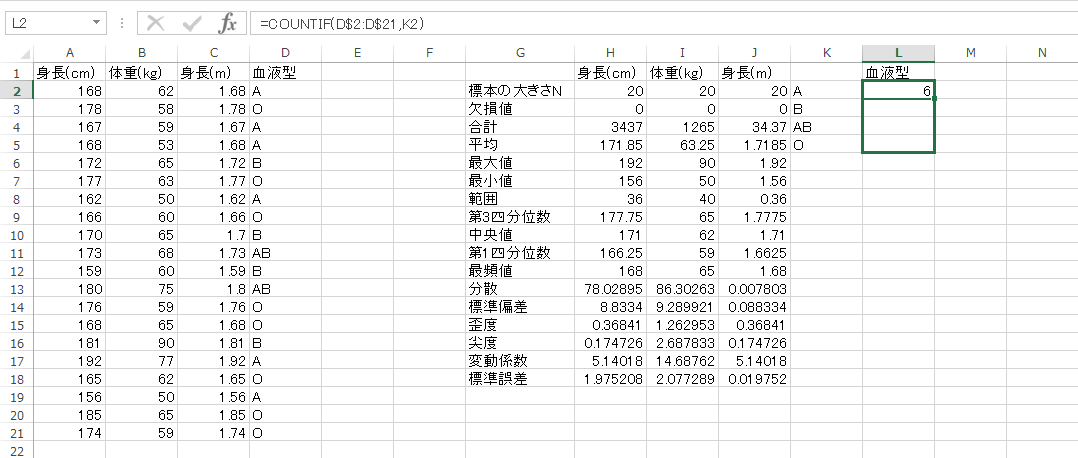 L2 fx =COUNTIF(D$2:D$21,K2)
A B C D E F G H I J K L M N
1 身長(cm) 体重(kg) 身長(m) 血液型 身長(cm) 体重(kg) 身長(m) 血液型
2 168 62 1.68 A 標本の大きさN 20 20 20 A 6
3 178 58 1.78 O 欠損値 0 0 0 B
4 167 59 1.67 A 合計 3437 1265 34.37 AB
5 168 53 1.68 A 平均 171.85 63.25 1.7185 O
6 172 65 1.72 B 最大値 192 90 1.92
7 177 63 1.77 O 最小値 156 50 1.56
8 162 50 1.62 A 範囲 36 40 0.36
9 166 60 1.66 O 第3四分位数 177.75 65 1.7775
10 170 65 1.7 B 中央値 171 62 1.71
11 173 68 1.73 AB 第1四分位数 166.25 59 1.6625
12 159 60 1.59 B 最頻値 168 65 1.68
13 180 75 1.8 AB 分散 78.02895 86.30263 0.007803
14 176 59 1.76 O 標準偏差 8.8334 9.289921 0.088334
15 168 65 1.68 O 歪度 0.36841 1.262953 0.36841
16 181 90 1.81 B 尖度 0.174726 2.687833 0.174726
17 192 77 1.92 A 変動係数 5.14018 14.68762 5.14018
18 165 62 1.65 O 標準誤差 1.975208 2.077289 0.019752
19 156 50 1.56 A
20 185 65 1.85 O
21 174 59 1.74 O
22